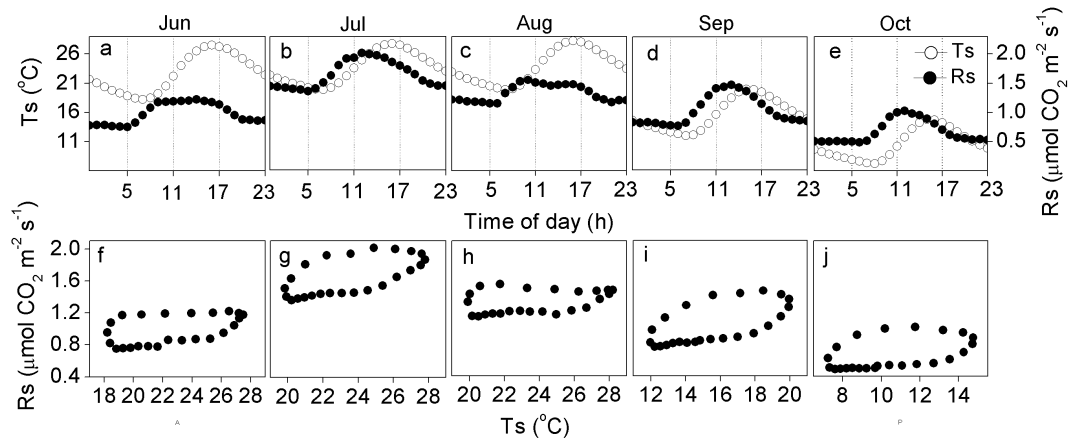 Jun Jul Aug Sep Oct
a b c d e
Ts (°C)
26
21
16
11
Ts
Rs
2.0
1.5
1.0
0.5
Rs (μmol CO₂ m⁻² s⁻¹)
5 11 17 23 5 11 17 23 5 11 17 23 5 11 17 23 5 11 17 23
Time of day (h)
f g h i j
Rs (μmol CO₂ m⁻² s⁻¹)
2.0
1.6
1.2
0.8
0.4
18 20 22 24 26 28 20 22 24 26 28 20 22 24 26 28 12 14 16 18 20 8 10 12 14
Ts (°C)
A P